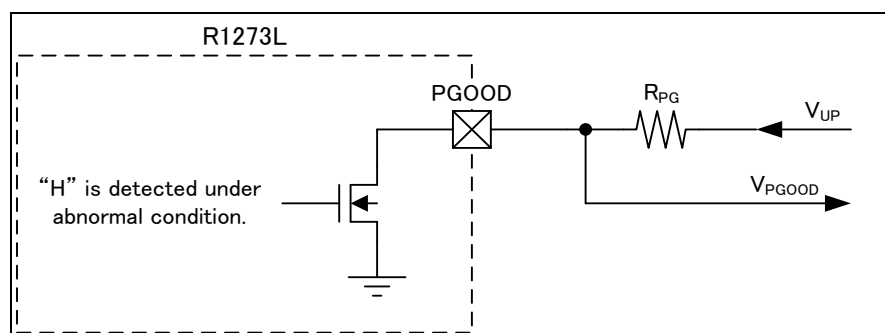 R1273L
PGOOD
RPG
VUP
“H” is detected under
abnormal condition.
VPGOOD